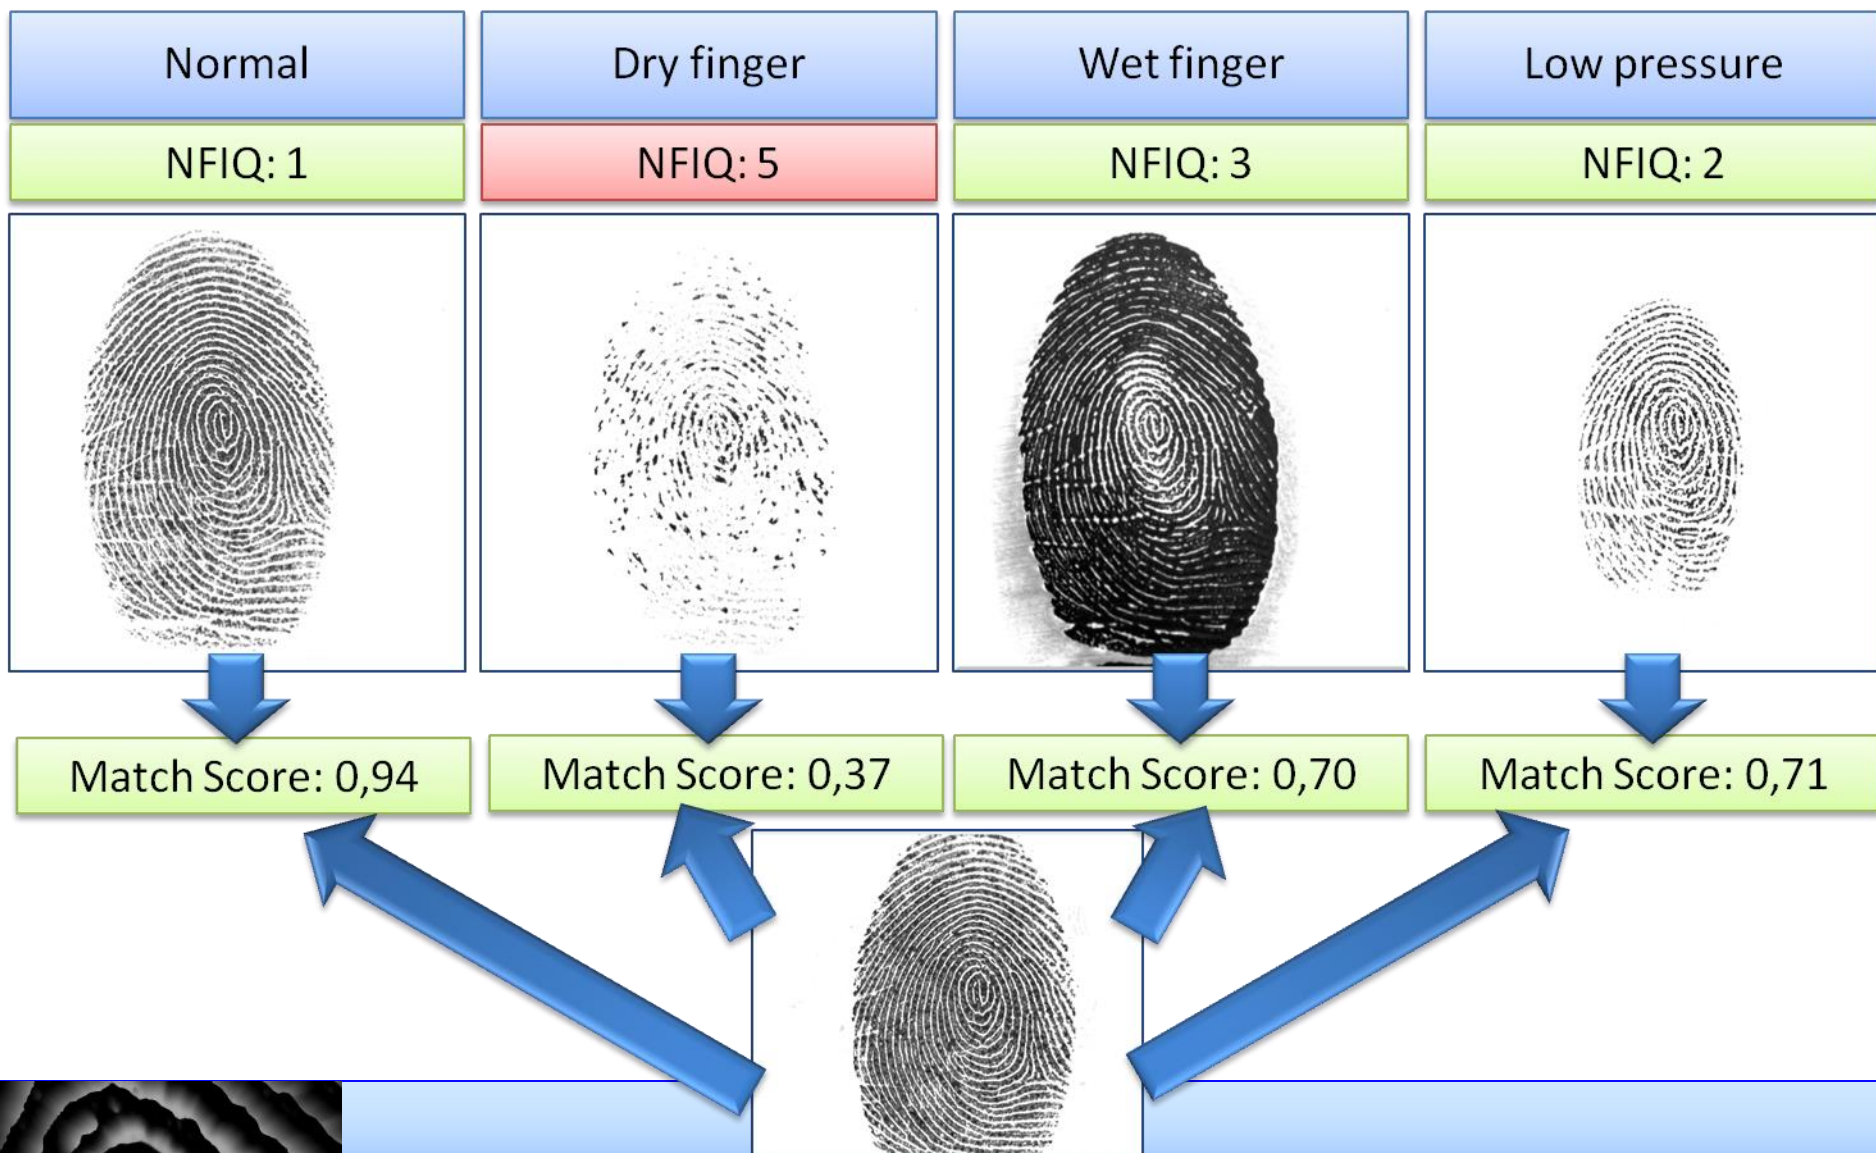 Normal
Dry finger
Wet finger
Low pressure
NFIQ: 1
NFIQ: 5
NFIQ: 3
NFIQ: 2
Match Score: 0,94
Match Score: 0,37
Match Score: 0,70
Match Score: 0,71